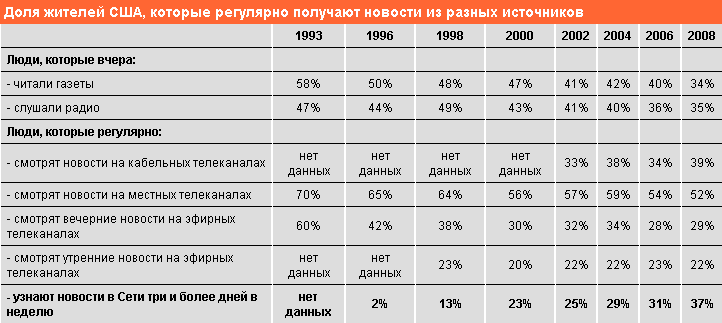 Доля жителей США, которые регулярно получают новости из разных источников
1993 1996 1998 2000 2002 2004 2006 2008
Люди, которые вчера:
- читали газеты 58% 50% 48% 47% 41% 42% 40% 34%
- слушали радио 47% 44% 49% 43% 41% 40% 36% 35%
Люди, которые регулярно:
- смотрят новости на кабельных телеканалах нет данных нет данных нет данных нет данных 33% 38% 34% 39%
- смотрят новости на местных телеканалах 70% 65% 64% 56% 57% 59% 54% 52%
- смотрят вечерние новости на эфирных
телеканалах 60% 42% 38% 30% 32% 34% 28% 29%
- смотрят утренние новости на эфирных
телеканалах нет данных нет данных 23% 20% 22% 22% 23% 22%
- узнают новости в Сети три и более дней в
неделю нет данных 2% 13% 23% 25% 29% 31% 37%